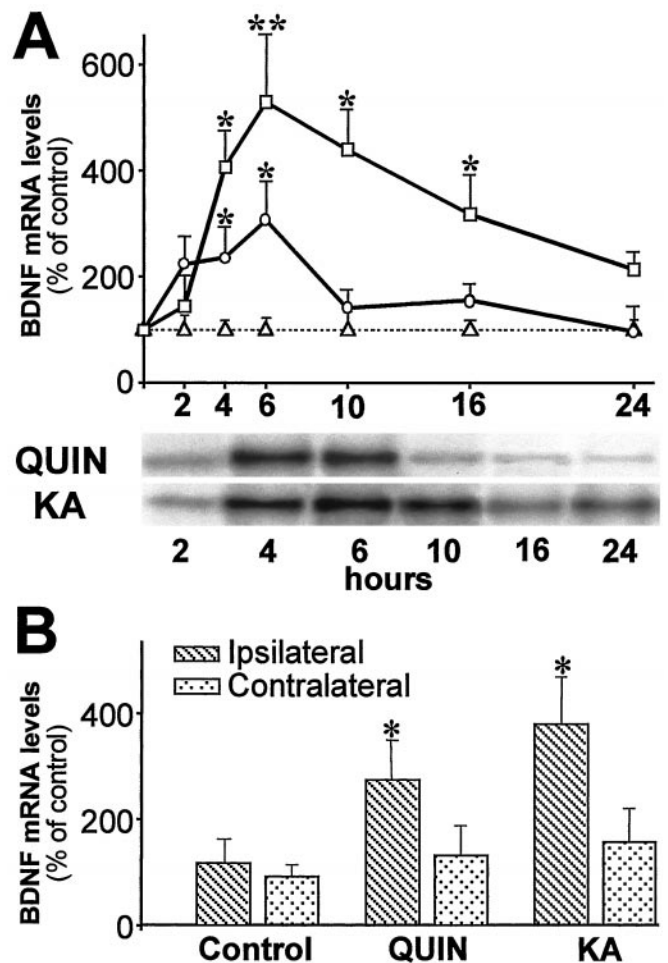 A
BDNF mRNA levels
(% of control)
600
400
200
0
**
*
*
*
*
*
2 4 6 10 16 24
QUIN
KA
2 4 6 10 16 24
hours
B
BDNF mRNA levels
(% of control)
400
200
0
Ipsilateral
Contralateral
*
*
Control QUIN KA